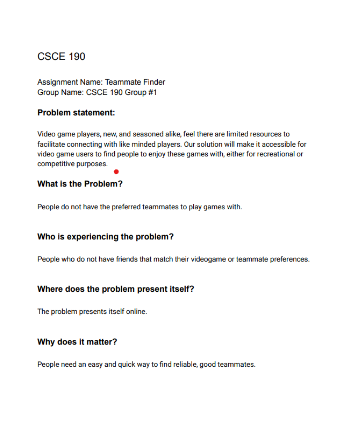 CSCE 190
Assignment Name: Teammate Finder
Group Name: CSCE 190 Group #1
Problem statement:
Video game players, new, and seasoned alike, feel there are limited resources to
facilitate connecting with like minded players. Our solution will make it accessible for
video game users to find people to enjoy these games with, either for recreational or
competitive purposes.
What is the Problem?
People do not have the preferred teammates to play games with.
Who is experiencing the problem?
People who do not have friends that match their videogame or teammate preferences.
Where does the problem present itself?
The problem presents itself online.
Why does it matter?
People need an easy and quick way to find reliable, good teammates.